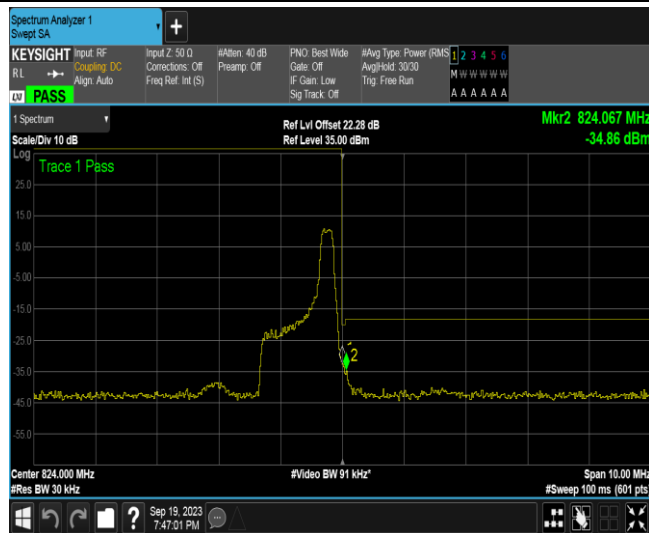 Spectrum Analyzer 1
Swept SA
+
KEYSIGHT Input: RF Input Z: 50 Ω #Atten: 40 dB PNO: Best Wide #Avg Type: Power (RMS 1 2 3 4 5 6
RL Coupling: DC Corrections: Off Preamp: Off Gate: Off Avg|Hold: 30/30 M W W W W W
Align: Auto Freq Ref: Int (S) IF Gain: Low Trig: Free Run
LXI PASS Sig Track: Off A A A A A A
1 Spectrum Ref Lvl Offset 22.28 dB Mkr2 824.067 MHz
Scale/Div 10 dB Ref Level 35.00 dBm -34.86 dBm
Log
Trace 1 Pass
25.0
15.0
5.00
-5.00
-15.0
-25.0
2
-35.0
-45.0
-55.0
Center 824.000 MHz #Video BW 91 kHz* Span 10.00 MHz
#Res BW 30 kHz #Sweep 100 ms (601 pts)
? Sep 19, 2023
7:47:01 PM